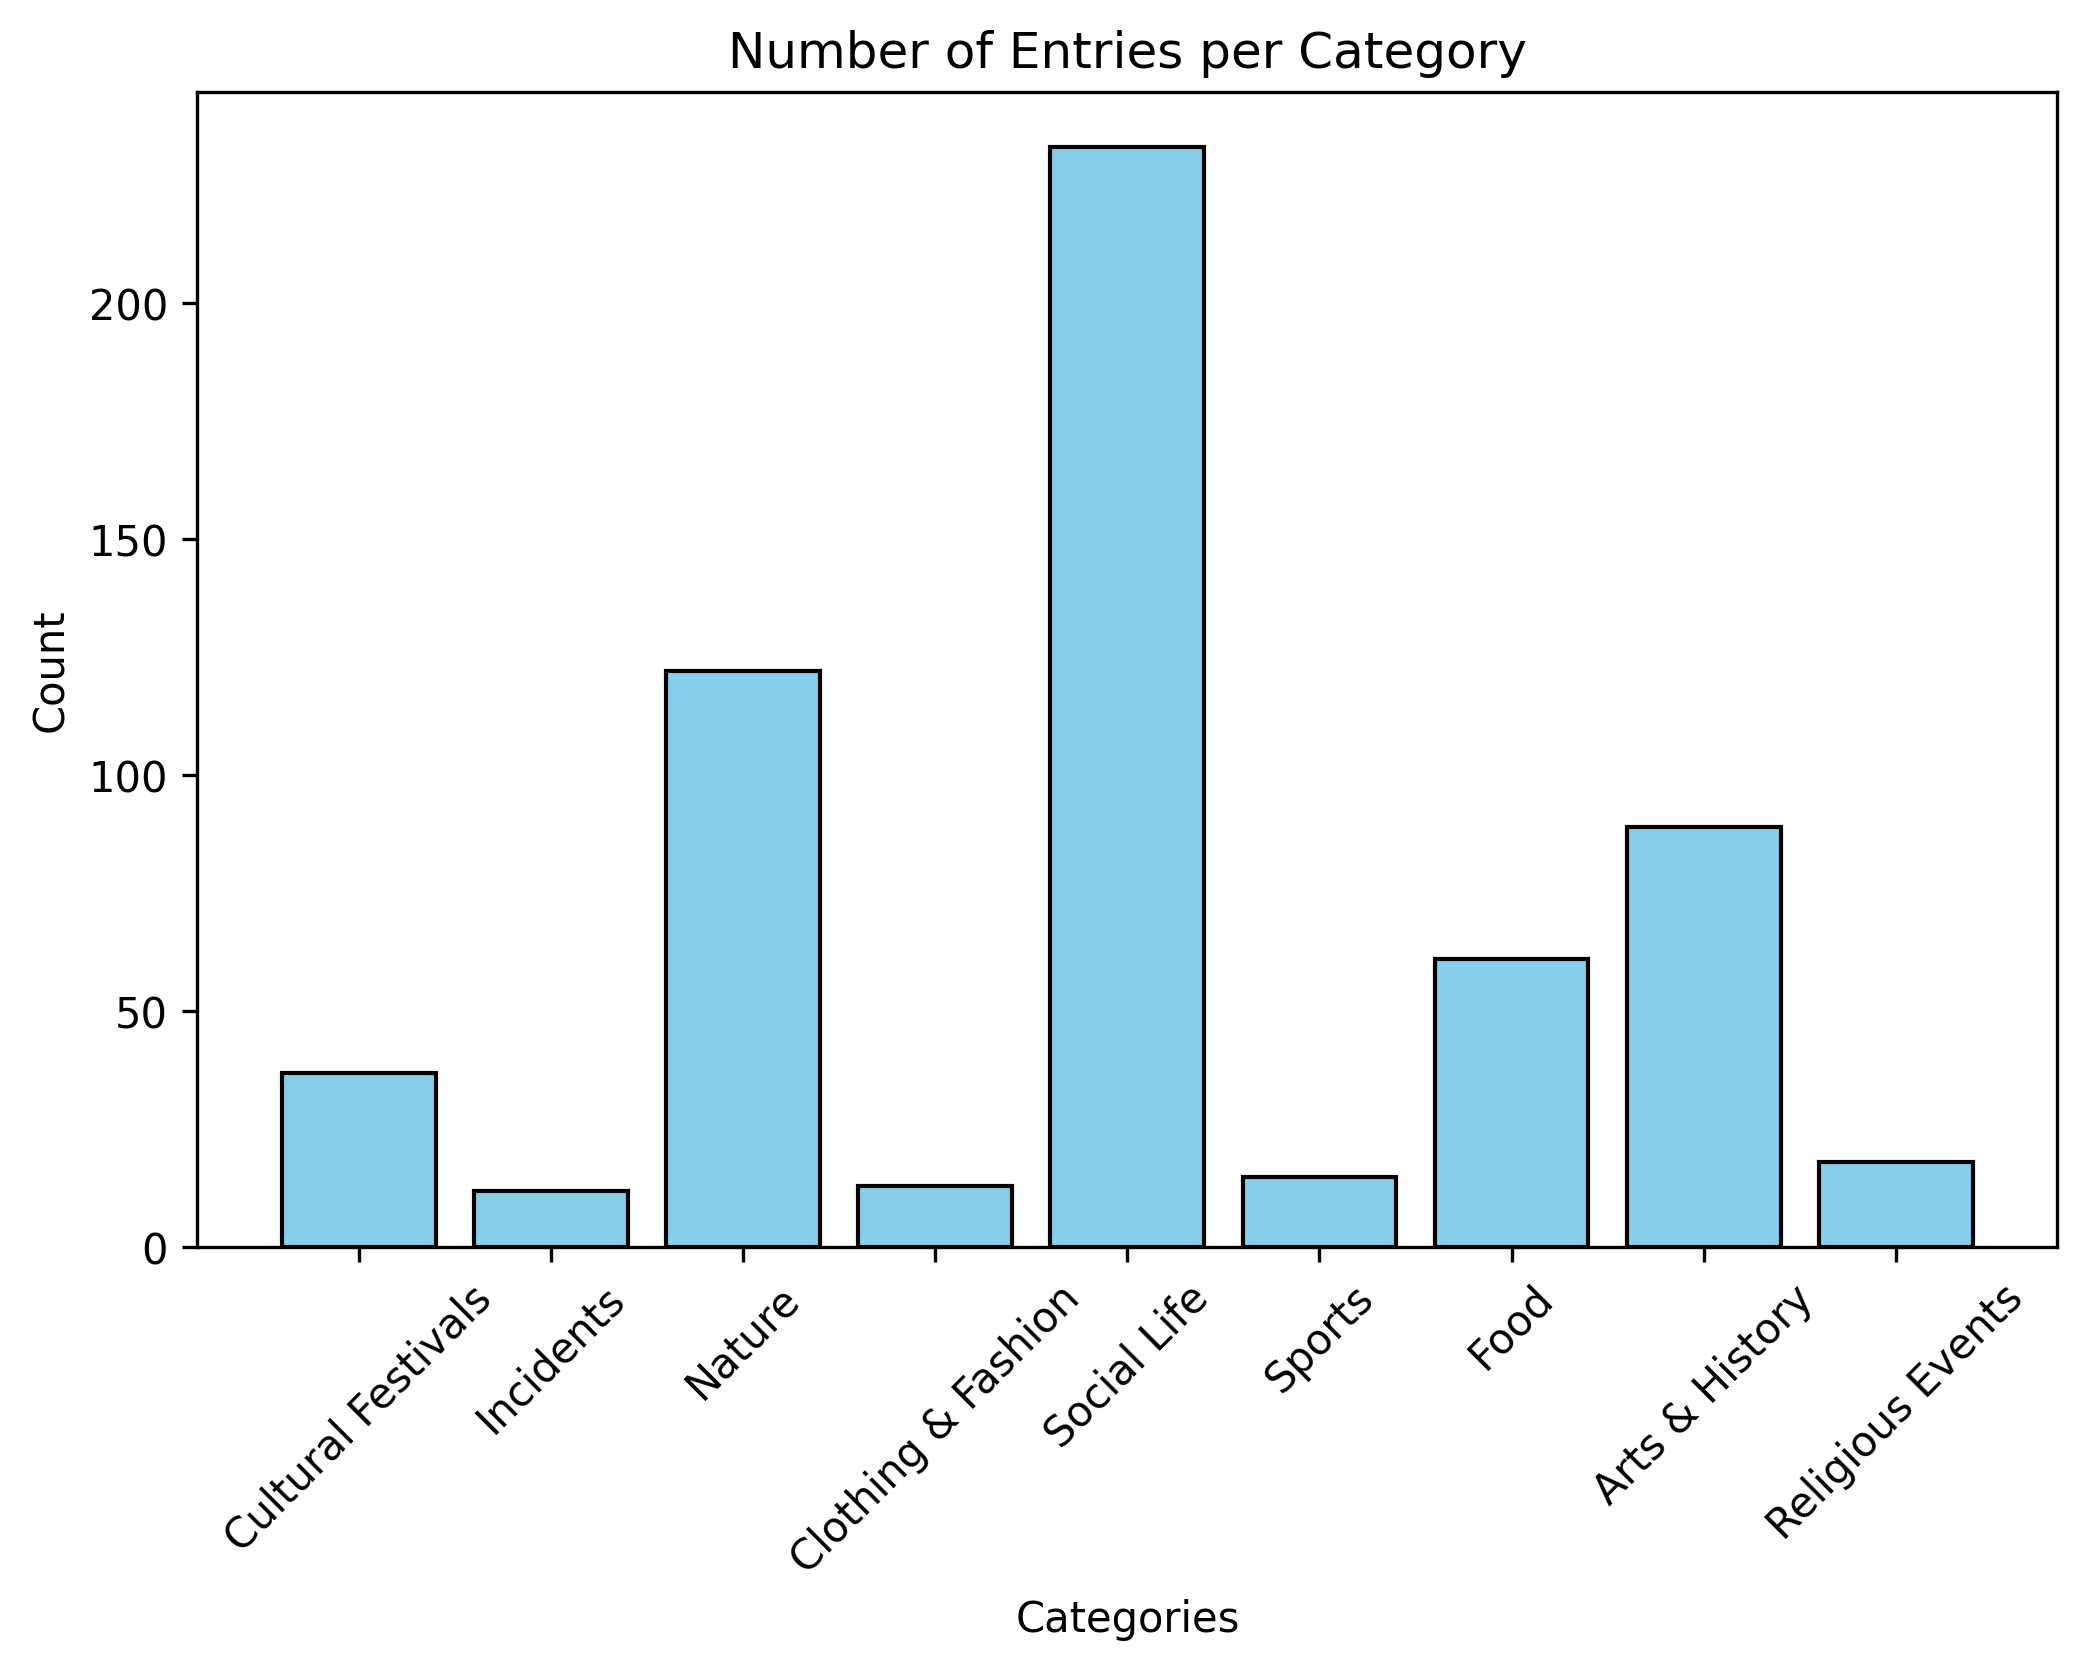 Number of Entries per Category
200
150
100
50
0
Count
Cultural Festivals
Incidents
Nature
Clothing & Fashion
Social Life
Sports
Food
Arts & History
Religious Events
Categories